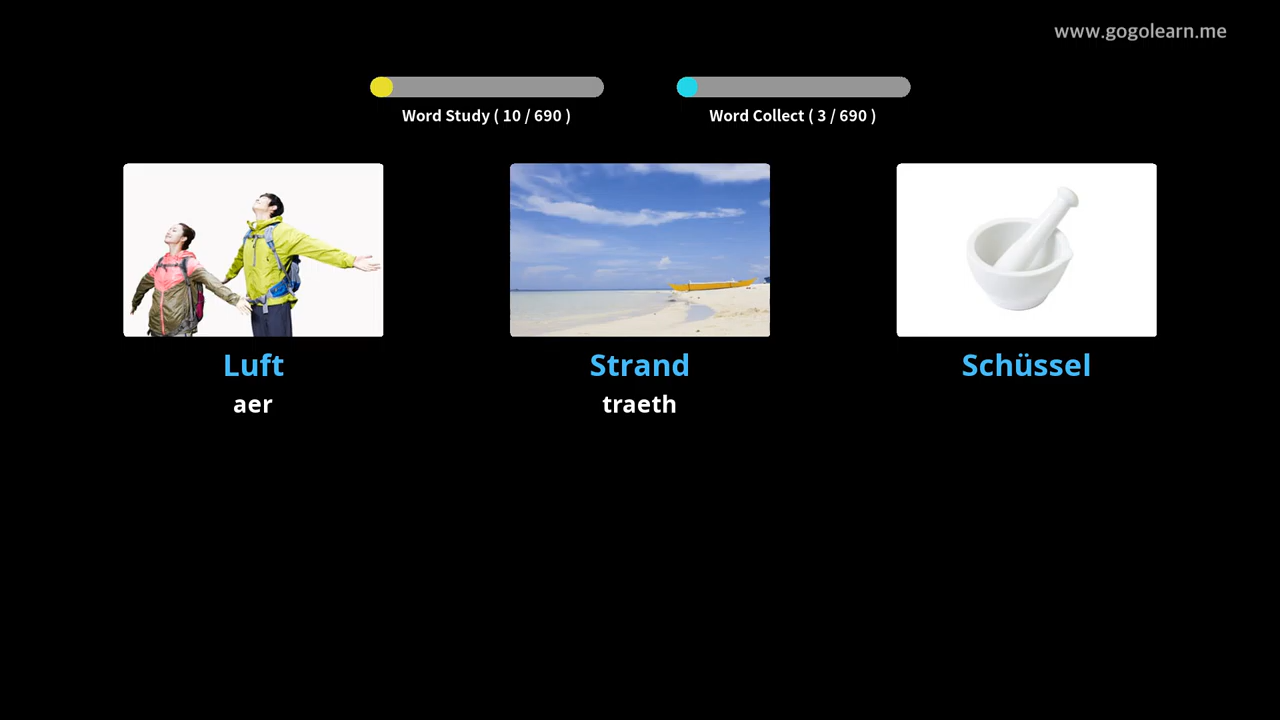 www.gogolearn.me
Word Study ( 10 / 690 )
Word Collect ( 3 / 690 )
Luft
Strand
Schüssel
aer
traeth